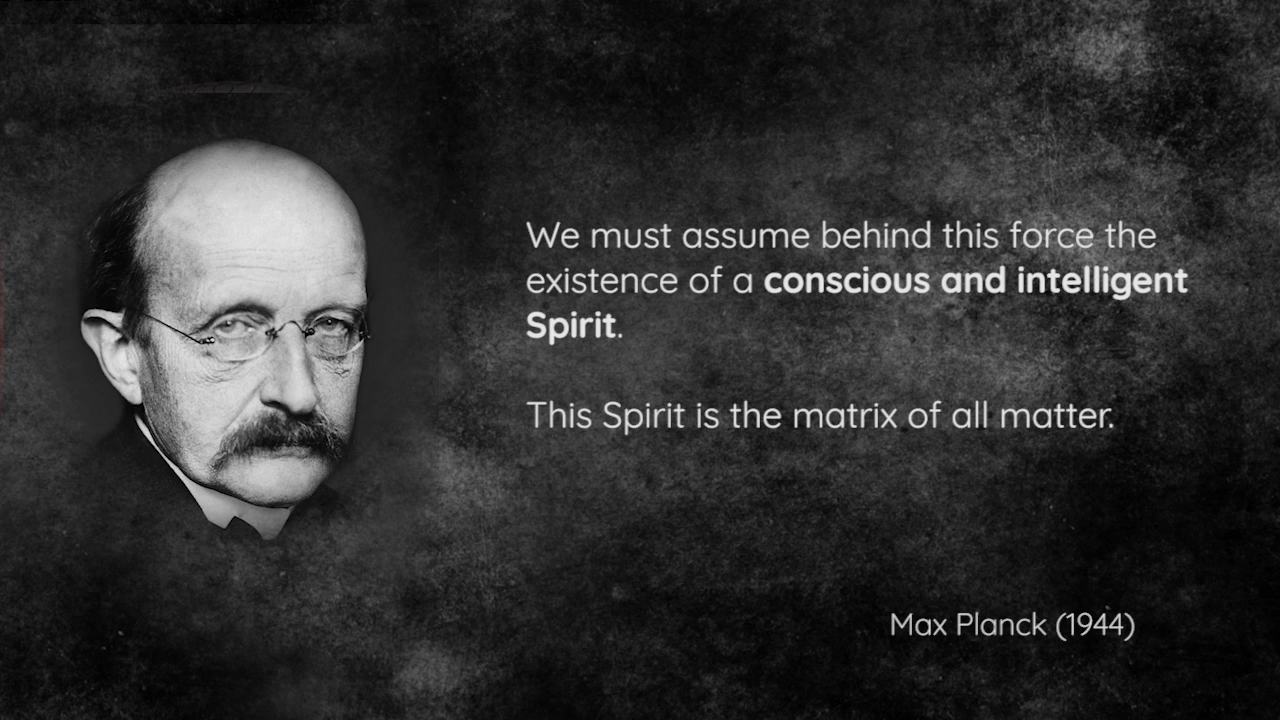 We must assume behind this force the
existence of a conscious and intelligent
Spirit.
This Spirit is the matrix of all matter.
Max Planck (1944)